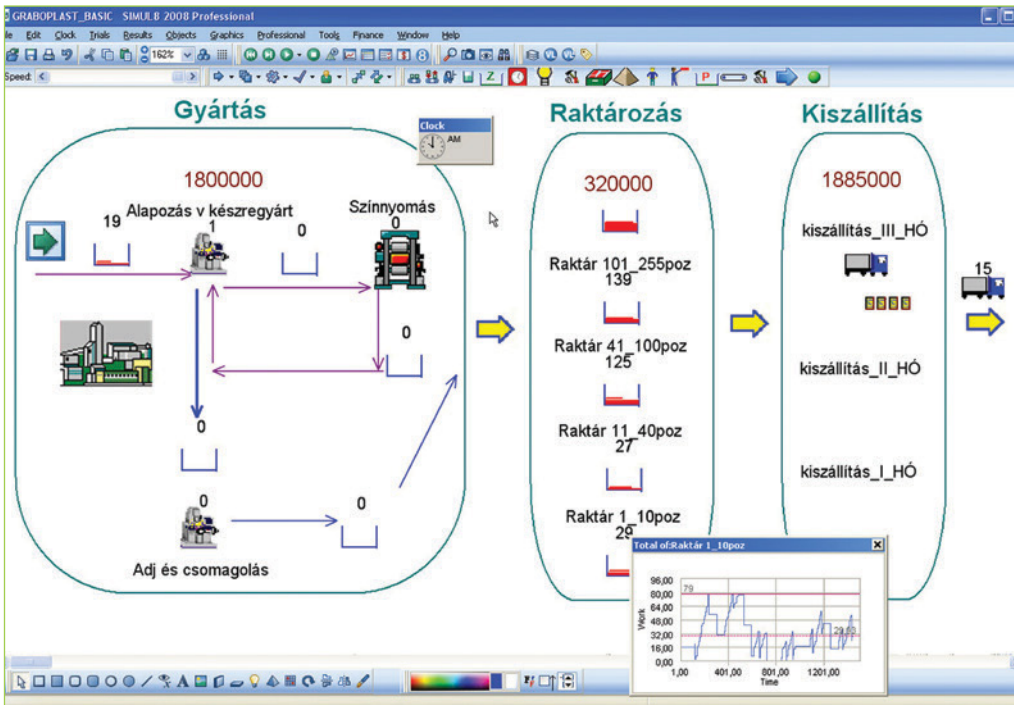 GRABOPLAST_BASIC    SIMUL8 2008 Professional
Edit Clock Trials Results Objects Graphics Professional Tools Finance Window Help
162%
Speed:
Gyártás
Raktározás
Kiszállítás
Clock
AM
1800000
320000
1885000
Alapozás v készregyárt
Színnyomás
19
1
0
0
kiszállítás_III_HÓ
15
Raktár 101_255poz
139
0
Raktár 41_100poz
125
kiszállítás_II_HÓ
0
Raktár 11_40poz
27
kiszállítás_I_HÓ
0
0
Raktár 1_10poz
29
Adj és csomagolás
Total of:Raktár 1_10poz
96,00
80,00
64,00
48,00
32,00
16,00
0,00
Work
79
1,00 401,00 801,00 1201,00
Time